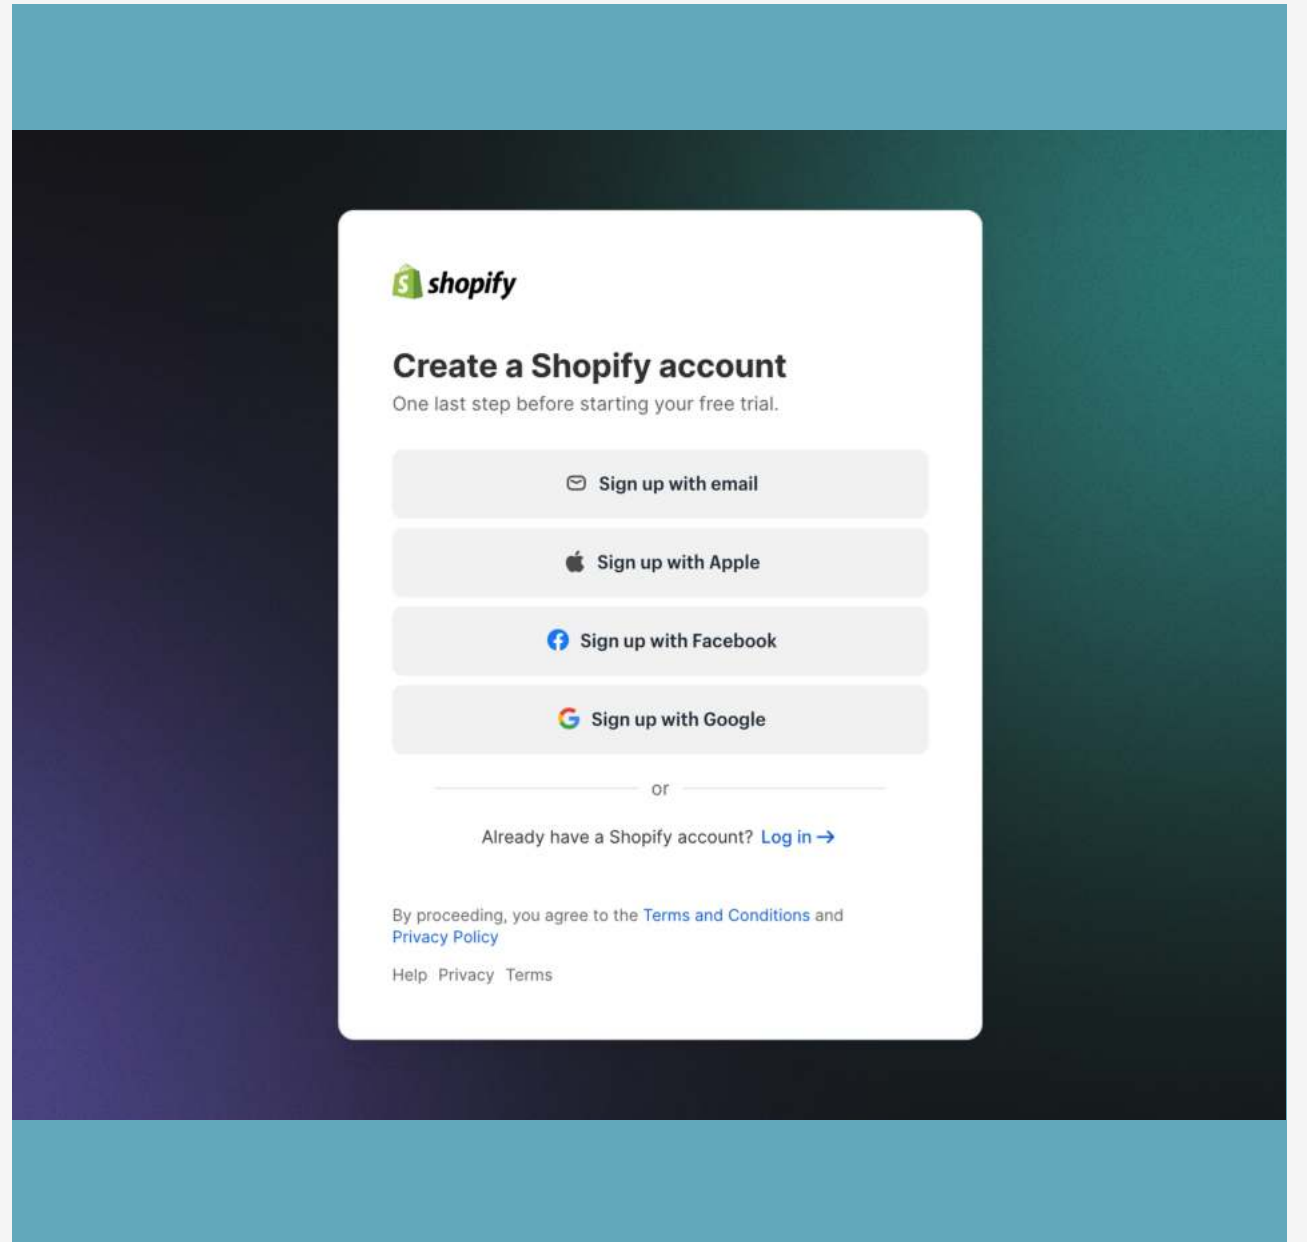 shopify
Create a Shopify account
One last step before starting your free trial.
Sign up with email
Sign up with Apple
Sign up with Facebook
Sign up with Google
or
Already have a Shopify account? Log in →
By proceeding, you agree to the Terms and Conditions and
Privacy Policy
Help Privacy Terms